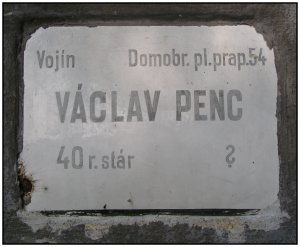 Vojín Domobr. pl. prap. 54
VÁCLAV PENC
40 r. stár ?